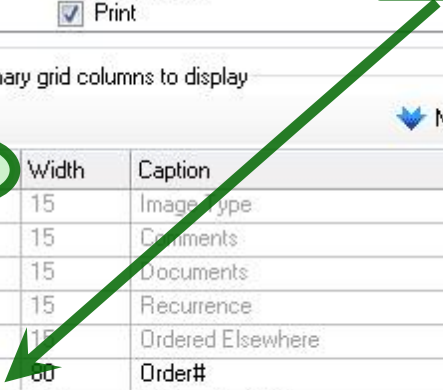 Print
ary grid columns to display
Width Caption
15 Image Type
15 Comments
15 Documents
15 Recurrence
15 Ordered Elsewhere
80 Order#